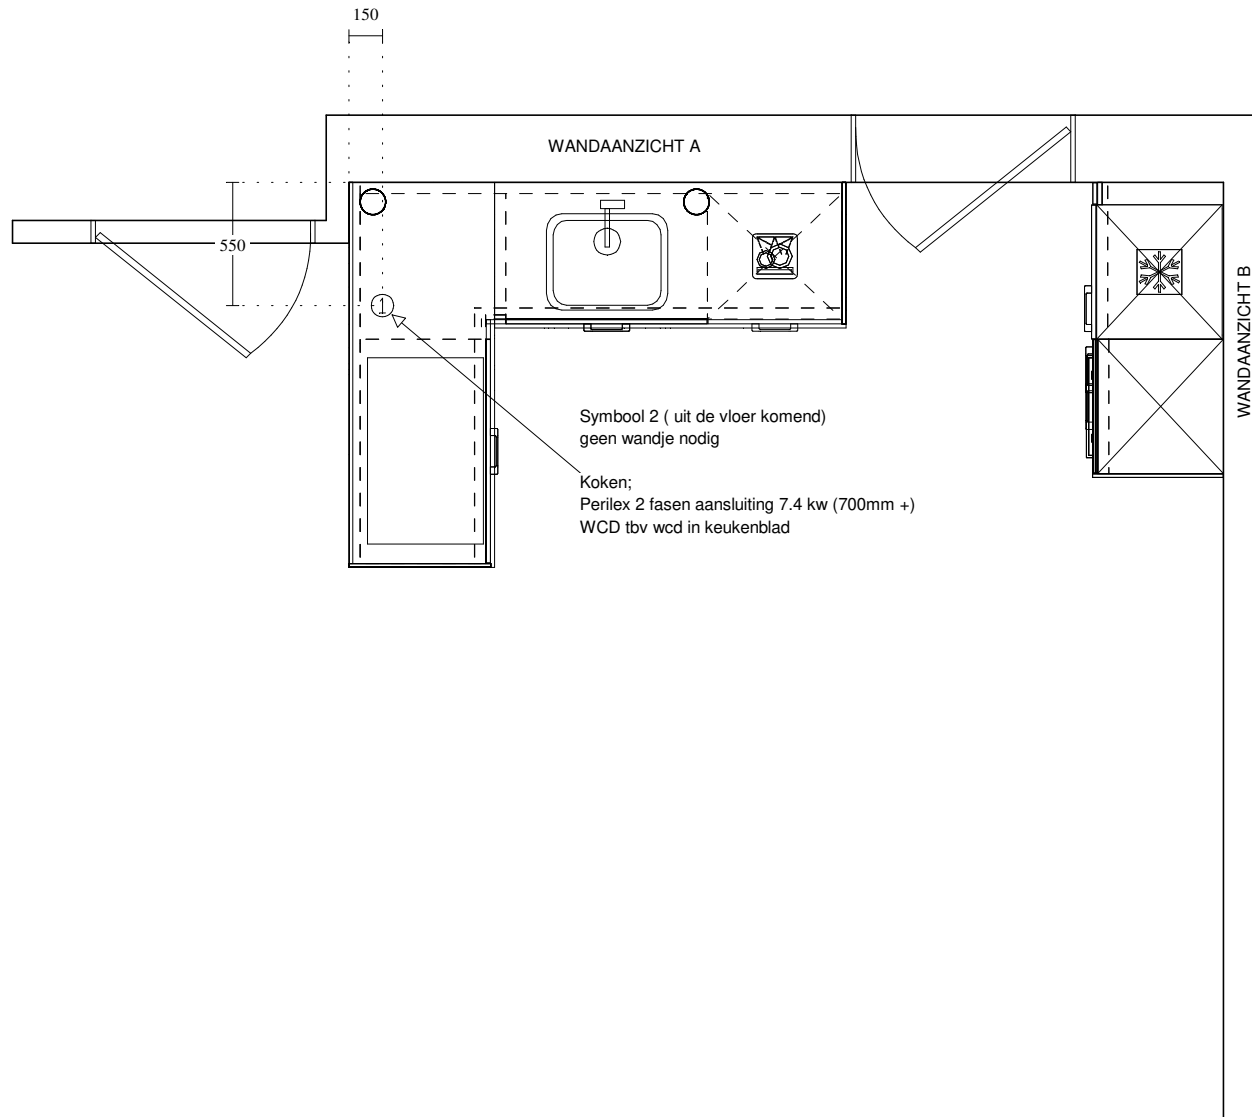 150
WANDAANZICHT A
550
1
WANDAANZICHT B
Symbool 2 ( uit de vloer komend)
geen wandje nodig
Koken;
Perilex 2 fasen aansluiting 7.4 kw (700mm +)
WCD tbv wcd in keukenblad